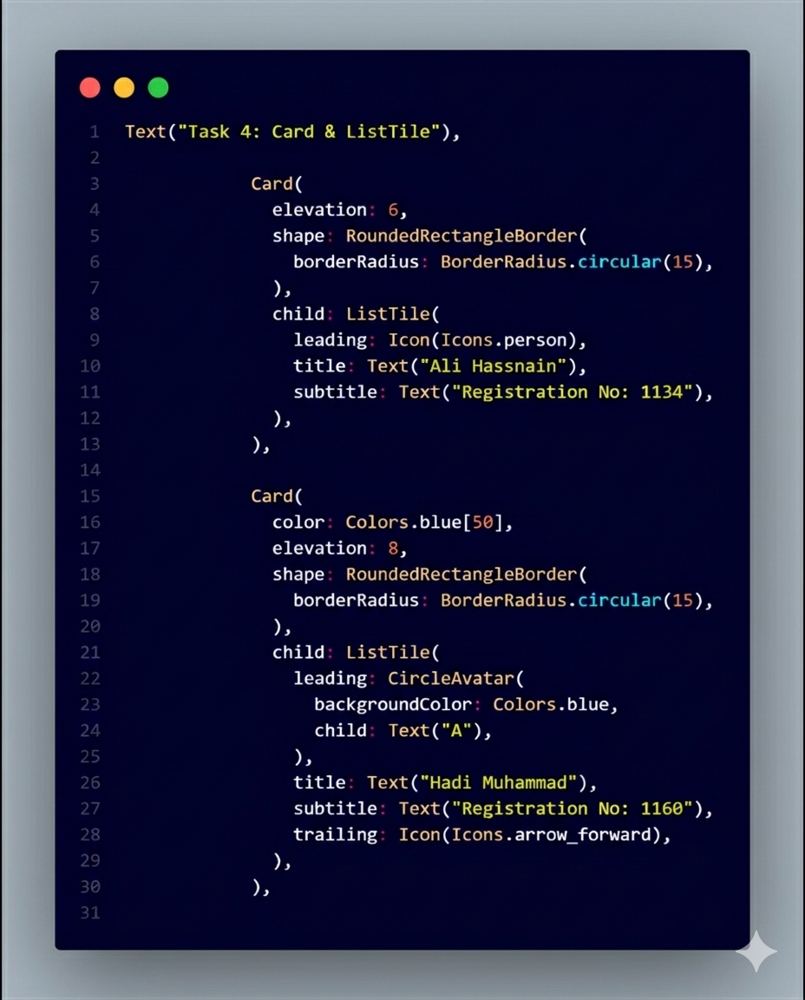 1 Text("Task 4: Card & ListTile"),
2
3 Card(
4 elevation: 6,
5 shape: RoundedRectangleBorder(
6 borderRadius: BorderRadius.circular(15),
7 ),
8 child: ListTile(
9 leading: Icon(Icons.person),
10 title: Text("Ali Hassnain"),
11 subtitle: Text("Registration No: 1134"),
12 ),
13 ),
14
15 Card(
16 color: Colors.blue[50],
17 elevation: 8,
18 shape: RoundedRectangleBorder(
19 borderRadius: BorderRadius.circular(15),
20 ),
21 child: ListTile(
22 leading: CircleAvatar(
23 backgroundColor: Colors.blue,
24 child: Text("A"),
25 ),
26 title: Text("Hadi Muhammad"),
27 subtitle: Text("Registration No: 1160"),
28 trailing: Icon(Icons.arrow_forward),
29 ),
30 ),
31